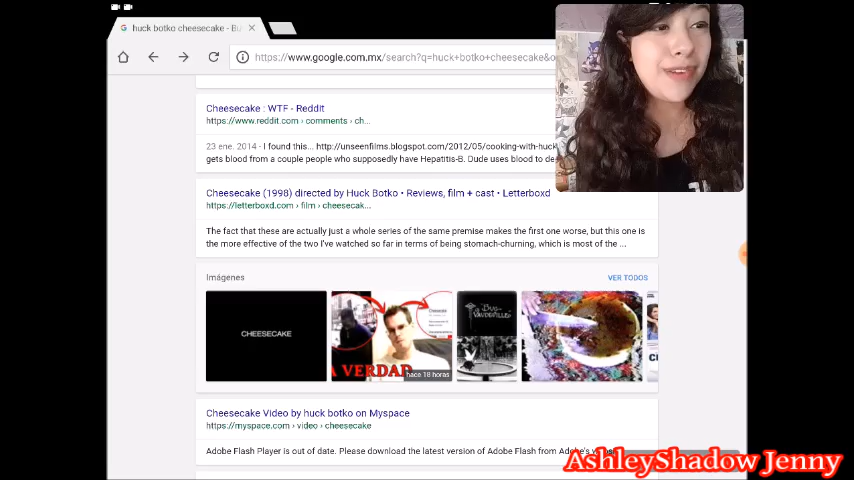 huck botko cheesecake - Bu
https://www.google.com.mx/search?q=huck+botko+cheesecake&o
Cheesecake : WTF - Reddit
https://www.reddit.com › comments › ch...
23 ene. 2014 - I found this... http://unseenfilms.blogspot.com/2012/05/cooking-with-huck
gets blood from a couple people who supposedly have Hepatitis-B. Dude uses blood to de
Cheesecake (1998) directed by Huck Botko • Reviews, film + cast • Letterboxd
https://letterboxd.com › film › cheesecak...
The fact that these are actually just a whole series of the same premise makes the first one worse, but this one is
the more effective of the two I've watched so far in terms of being stomach-churning, which is most of the ...
Imágenes
VER TODOS
CHEESECAKE
A VERDAD
hace 18 horas
VAUDEVILLE
Cheesecake Video by huck botko on Myspace
https://myspace.com › video › cheesecake
Adobe Flash Player is out of date. Please download the latest version of Adobe Flash from Adobe's
AshleyShadow Jenny